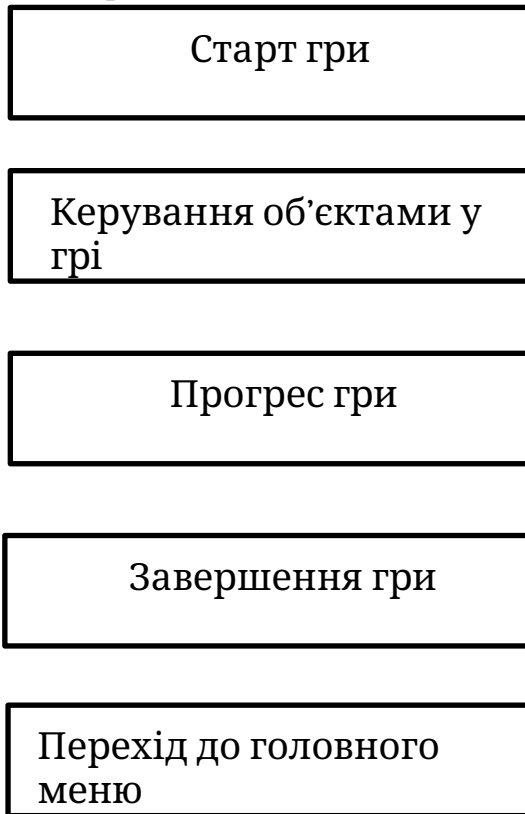 Старт гри
Керування об’єктами у
грі
Прогрес гри
Завершення гри
Перехід до головного
меню